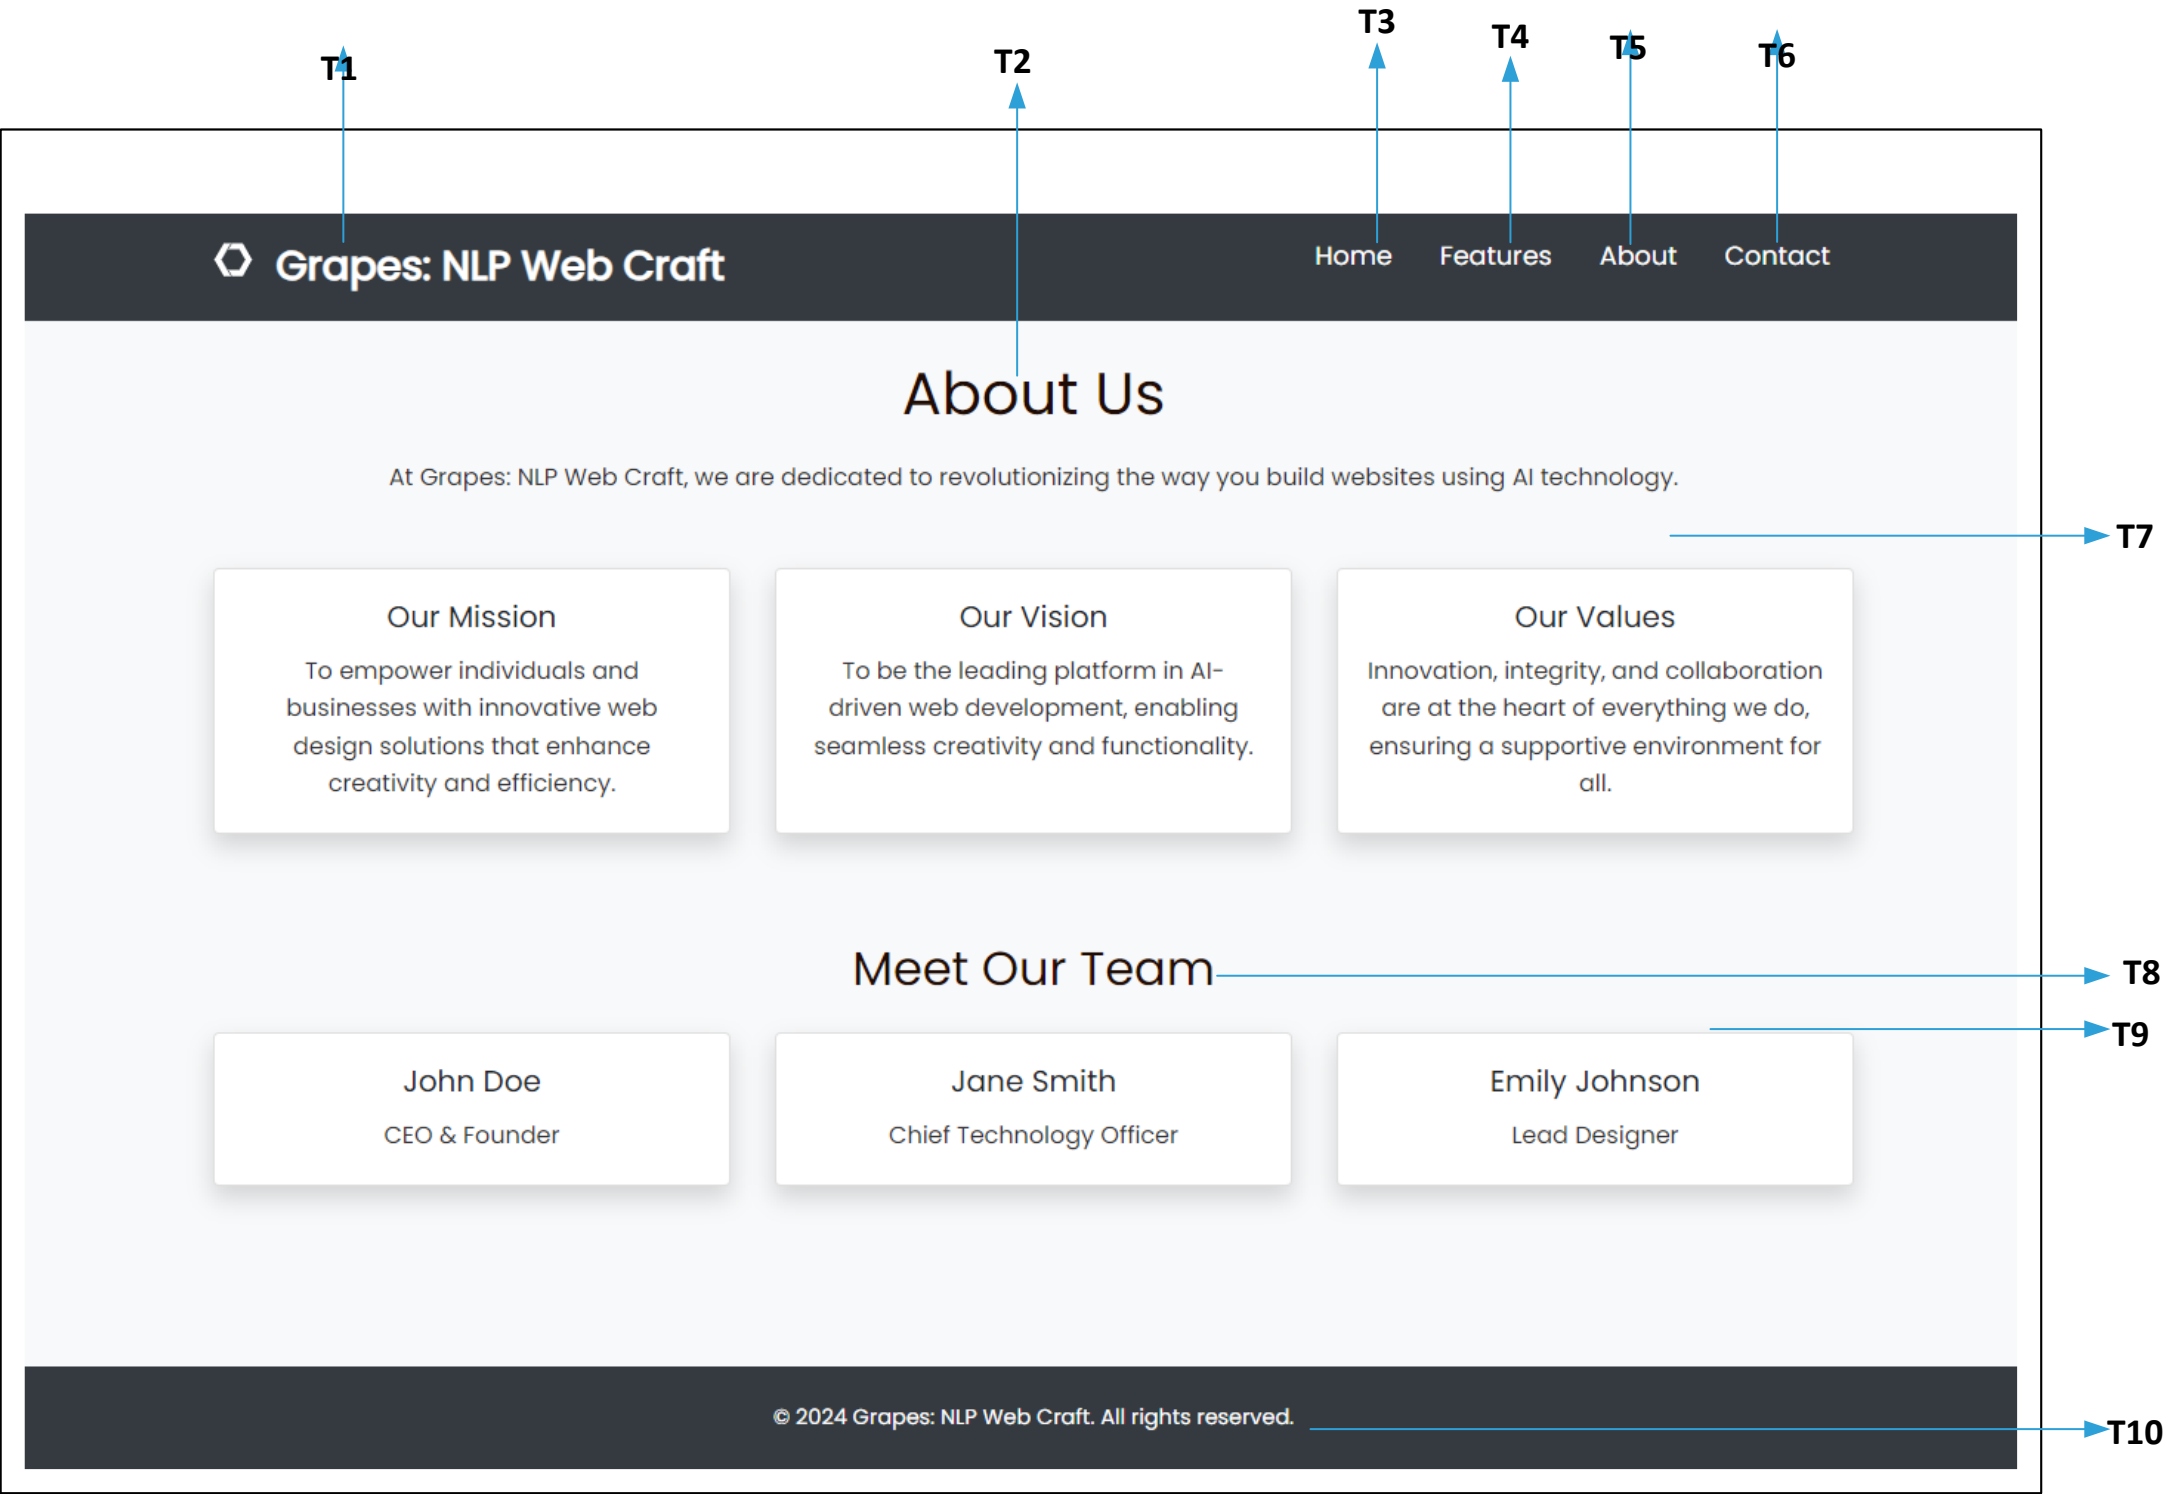 T3
T4
T5
T6
T1
T2
Grapes: NLP Web Craft
Home
Features
About
Contact
About Us
At Grapes: NLP Web Craft, we are dedicated to revolutionizing the way you build websites using AI technology.
T7
Our Mission
To empower individuals and
businesses with innovative web
design solutions that enhance
creativity and efficiency.
Our Vision
To be the leading platform in AI-
driven web development, enabling
seamless creativity and functionality.
Our Values
Innovation, integrity, and collaboration
are at the heart of everything we do,
ensuring a supportive environment for
all.
Meet Our Team
T8
T9
John Doe
CEO & Founder
Jane Smith
Chief Technology Officer
Emily Johnson
Lead Designer
© 2024 Grapes: NLP Web Craft. All rights reserved.
T10